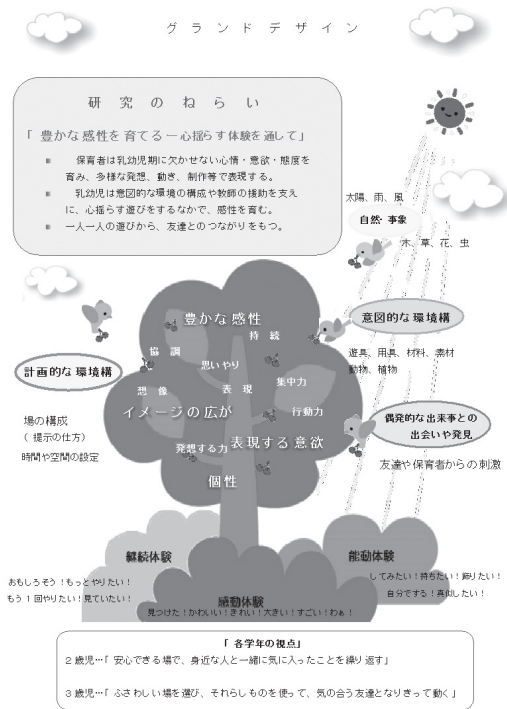 グランドデザイン
研究のねらい
「豊かな感性を育てる―心揺らす体験を通して」
保育者は乳幼児期に欠かせない心情・意欲・態度を
育み、多様な発想、動き、制作等で表現する。
乳幼児は意図的な環境の構成や教師の援助を支え
に、心揺らす遊びをするなかで、感性を育む。
一人一人の遊びから、友達とのつながりをもつ。
太陽、雨、風
自然・事象
木、草、花、虫
豊かな感性
持続
意図的な環境構
協調
思いやり
遊具、用具、材料、素材
動物、植物
計画的な環境構
集中力
想像
表現
イメージの広が
行動力
偶発的な出来事との
出会いや発見
場の構成
(提示の仕方)
時間や空間の設定
発想する力
表現する意欲
友達や保育者からの刺激
個性
継続体験
能動体験
おもしろそう!もっとやりたい!
もう1回やりたい!見ていたい!
してみたい!持ちたい!飾りたい!
自分でする!真似したい!
感動体験
見つけた!かわいい!きれい!大きい!すごい!わぁ!
「各学年の視点」
2歳児…「安心できる場で、身近な人と一緒に気に入ったことを繰り返す」
3歳児…「ふさわしい場を選び、それらしものを使って、気の合う友達となりきって動く」